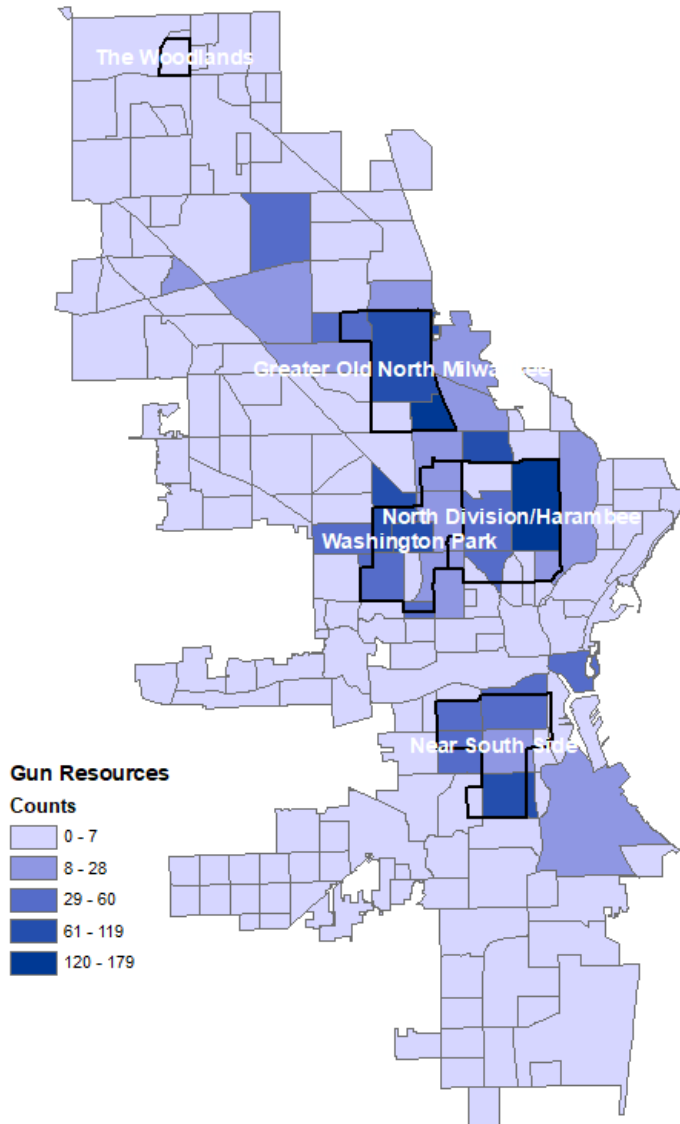 The Woodlands
Greater Old North Milwaukee
North Division/Harambee
Washington Park
Near South Side
Gun Resources
Counts
0 - 7
8 - 28
29 - 60
61 - 119
120 - 179